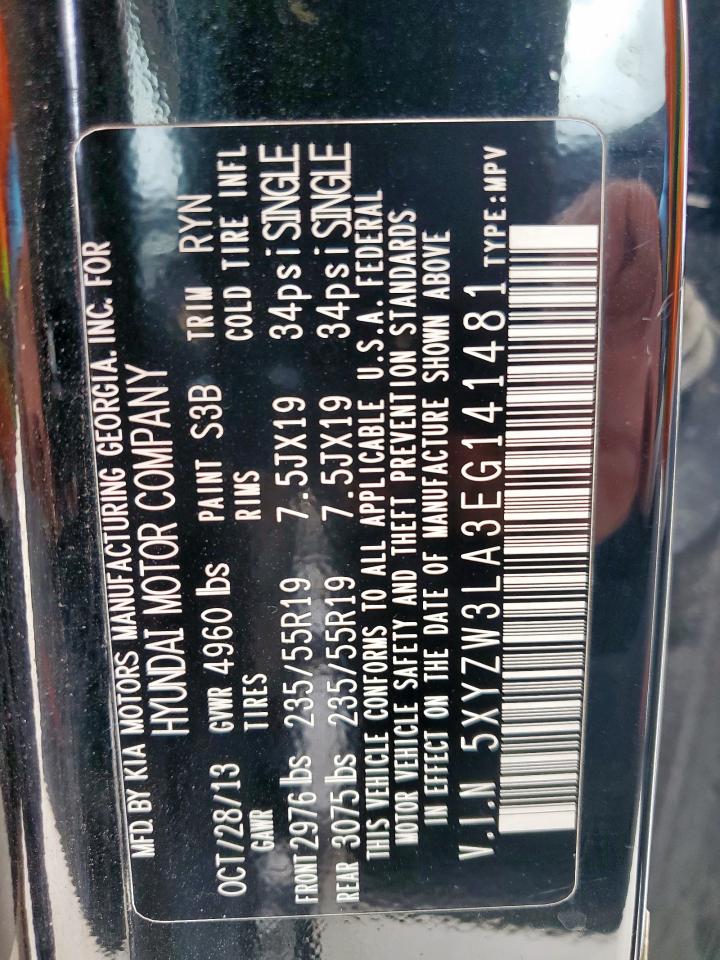 MFD. BY KIA MOTORS MANUFACTURING GEORGIA. INC. FOR
HYUNDAI MOTOR COMPANY
OCT/28/13 GVWR 4960 lbs PAINT S3B TRIM RYN
GAWR TIRES RIMS COLD TIRE INFL
FRONT 2976 lbs 235/55R19 7.5JX19 34psi SINGLE
REAR 3075 lbs 235/55R19 7.5JX19 34psi SINGLE
THIS VEHICLE CONFORMS TO ALL APPLICABLE U.S.A. FEDERAL
MOTOR VEHICLE SAFETY AND THEFT PREVENTION STANDARDS
IN EFFECT ON THE DATE OF MANUFACTURE SHOWN ABOVE
V.I.N 5XYZW3LA3EG141481 TYPE:MPV